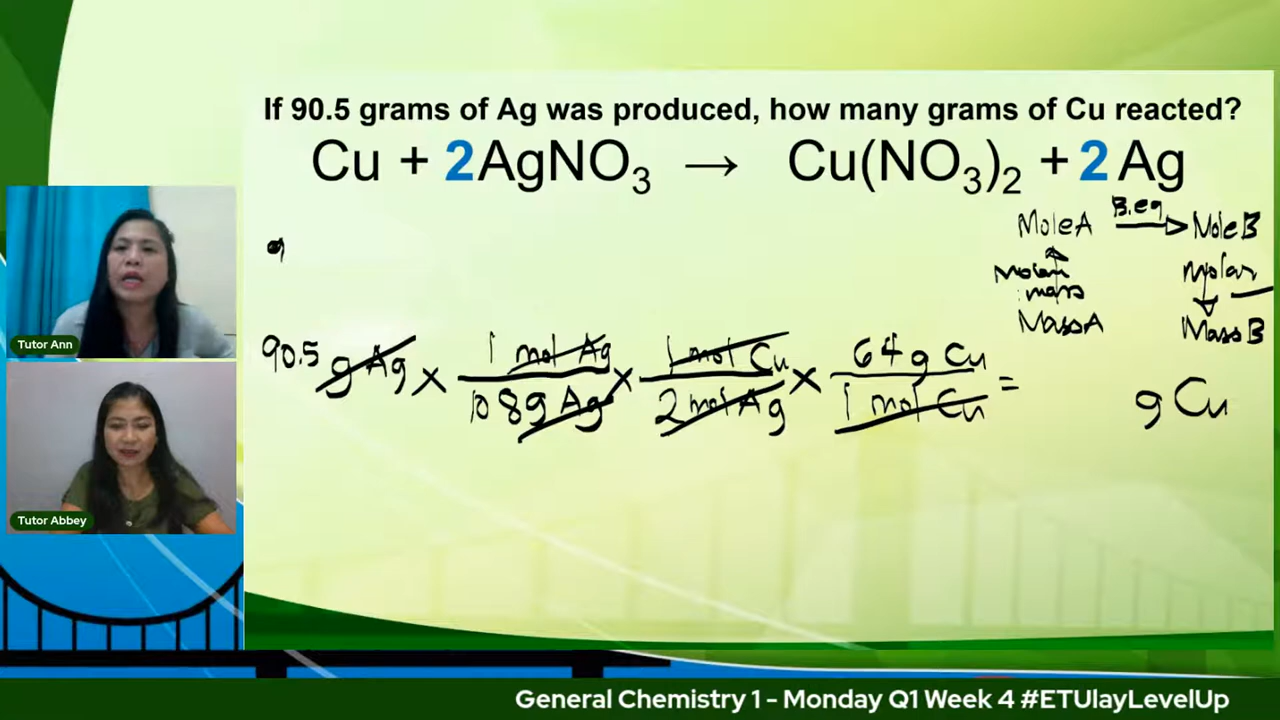 If 90.5 grams of Ag was produced, how many grams of Cu reacted?
Cu + 2AgNO₃ → Cu(NO₃)₂ + 2 Ag
Mole A B.eq → Mole B
Molar mass molar
Mass A Mass B
90.5 g Ag × 1 mol Ag / 108g Ag × 1 mol Cu / 2 mol Ag × 64 g Cu / 1 mol Cu = g Cu
Tutor Ann
Tutor Abbey
General Chemistry 1 - Monday Q1 Week 4 #ETUlayLevelUp